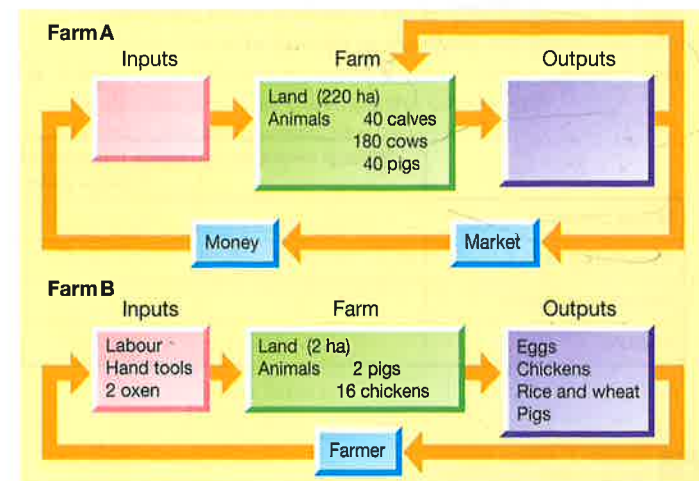 Farm A
Inputs
Farm
Outputs
Land (220 ha)
Animals 40 calves
180 cows
40 pigs
Money
Market
Farm B
Inputs
Farm
Outputs
Labour
Hand tools
2 oxen
Land (2 ha)
Animals 2 pigs
16 chickens
Eggs
Chickens
Rice and wheat
Pigs
Farmer